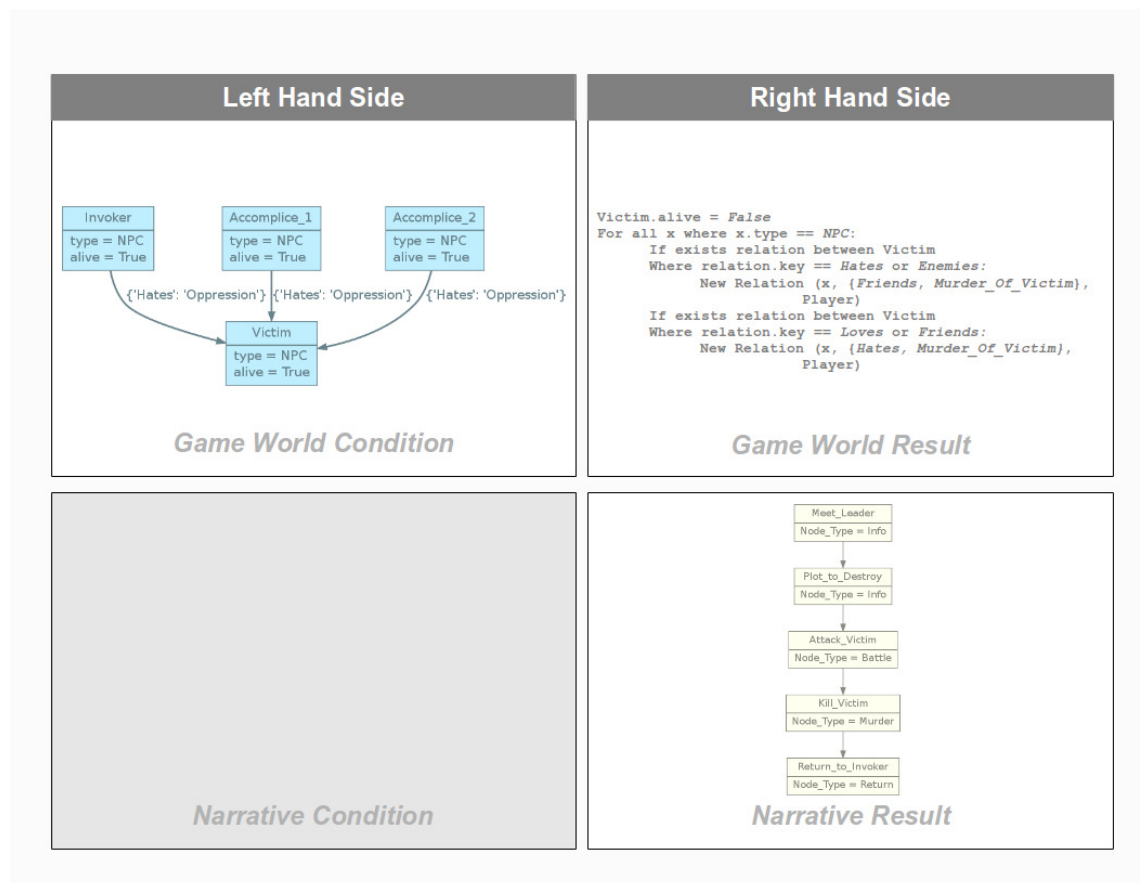 Left Hand Side
Invoker
type = NPC
alive = True
Accomplice_1
type = NPC
alive = True
Accomplice_2
type = NPC
alive = True
{'Hates': 'Oppression'}
{'Hates': 'Oppression'}
{'Hates': 'Oppression'}
Victim
type = NPC
alive = True
Game World Condition
Right Hand Side
Victim.alive = False
For all x where x.type == NPC:
If exists relation between Victim
Where relation.key == Hates or Enemies:
New Relation (x, {Friends, Murder_Of_Victim},
Player)
If exists relation between Victim
Where relation.key == Loves or Friends:
New Relation (x, {Hates, Murder_Of_Victim},
Player)
Game World Result
Narrative Condition
Meet_Leader
Node_Type = Info
Plot_to_Destroy
Node_Type = Info
Attack_Victim
Node_Type = Battle
Kill_Victim
Node_Type = Murder
Return_to_Invoker
Node_Type = Return
Narrative Result